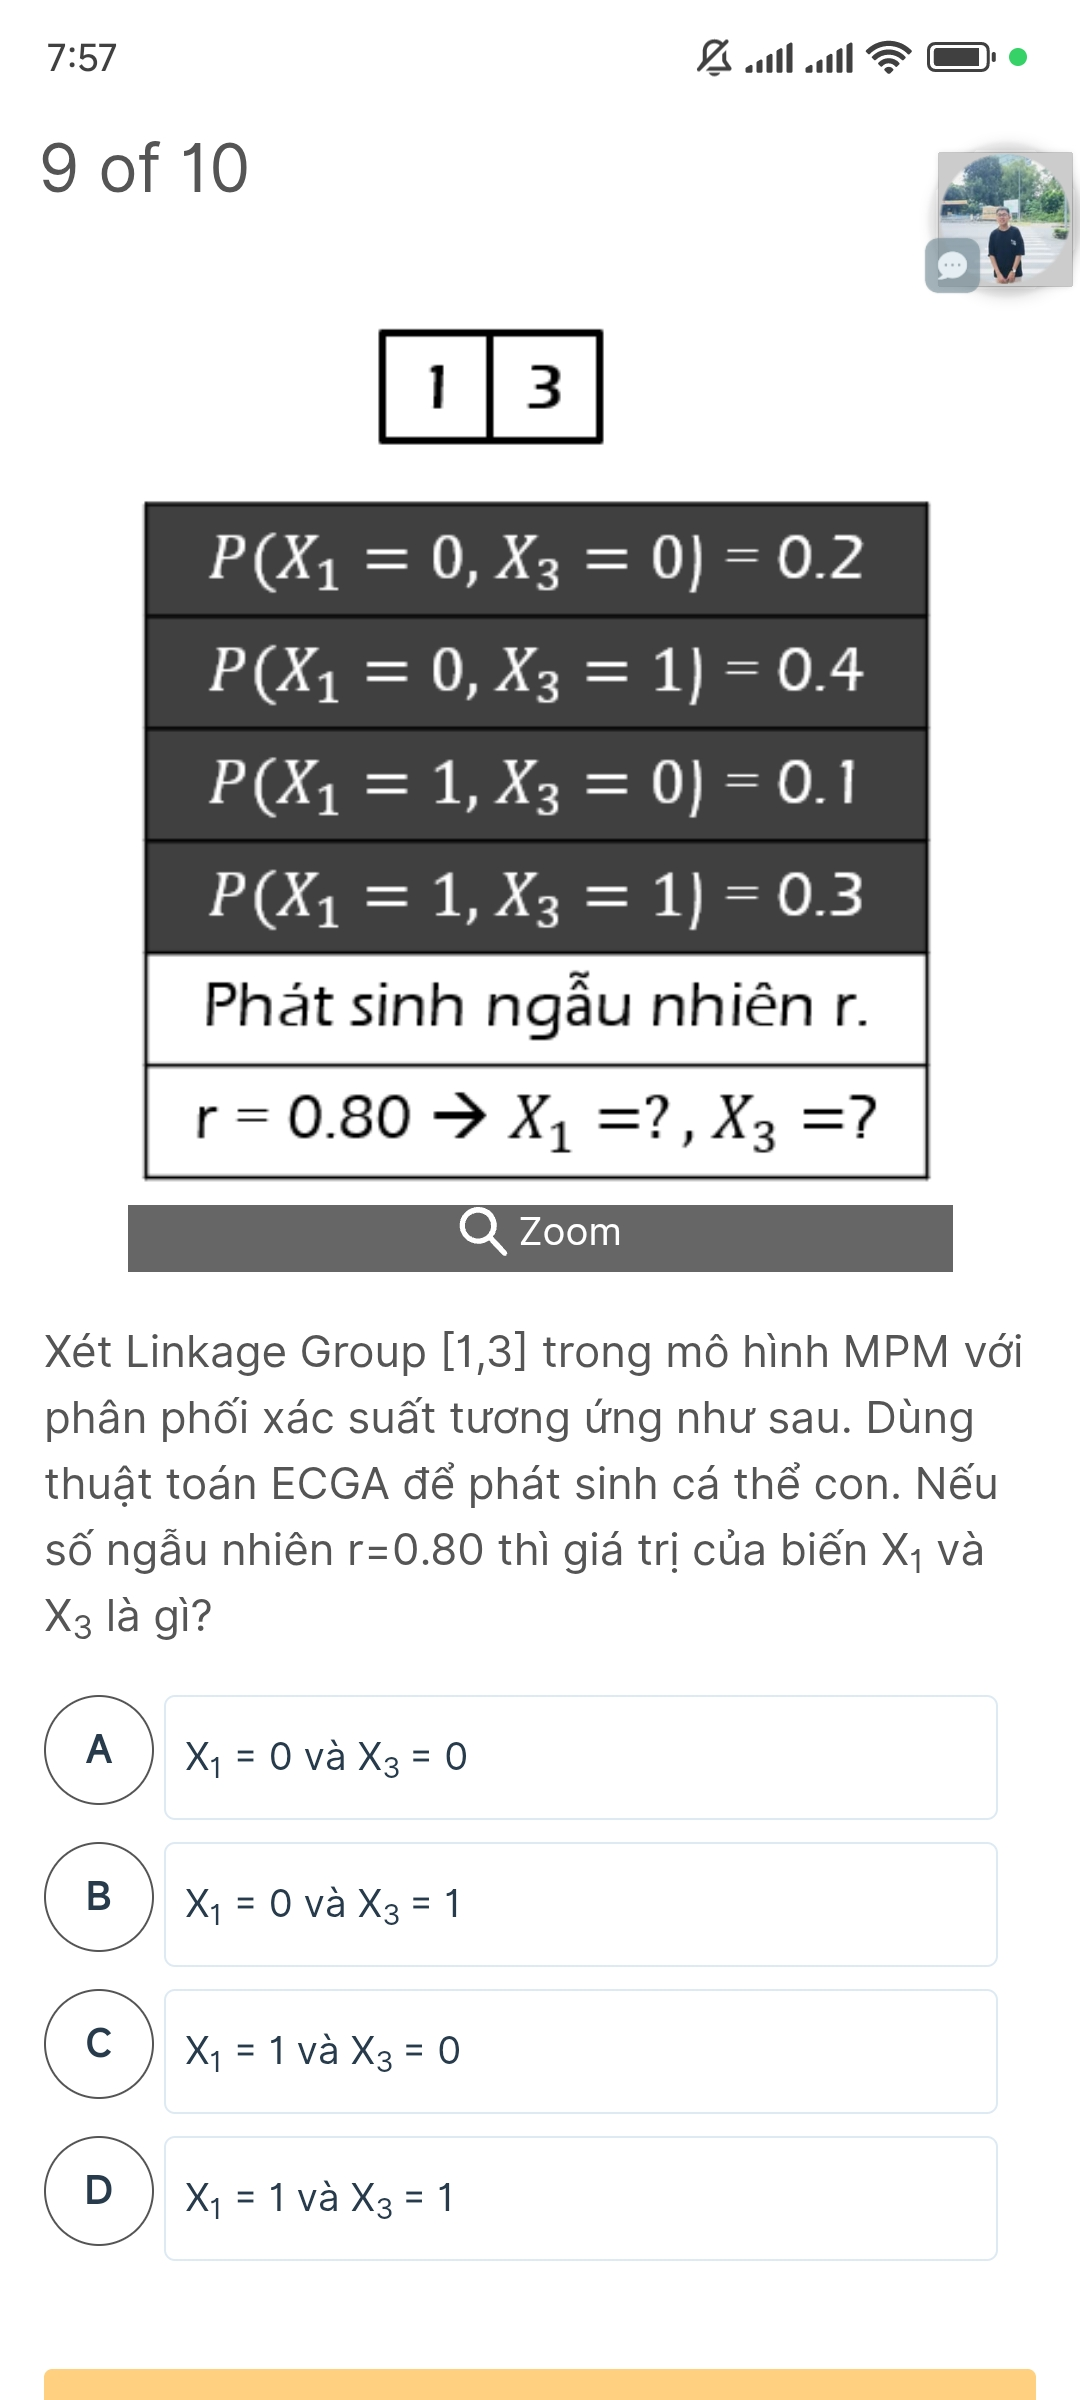 7:57
9 of 10
1 3
P(X₁ = 0, X₃ = 0) = 0.2
P(X₁ = 0, X₃ = 1) = 0.4
P(X₁ = 1, X₃ = 0) = 0.1
P(X₁ = 1, X₃ = 1) = 0.3
Phát sinh ngẫu nhiên r.
r = 0.80 → X₁ =?, X₃ =?
Zoom
Xét Linkage Group [1,3] trong mô hình MPM với
phân phối xác suất tương ứng như sau. Dùng
thuật toán ECGA để phát sinh cá thể con. Nếu
số ngẫu nhiên r=0.80 thì giá trị của biến X₁ và
X₃ là gì?
A X₁ = 0 và X₃ = 0
B X₁ = 0 và X₃ = 1
C X₁ = 1 và X₃ = 0
D X₁ = 1 và X₃ = 1